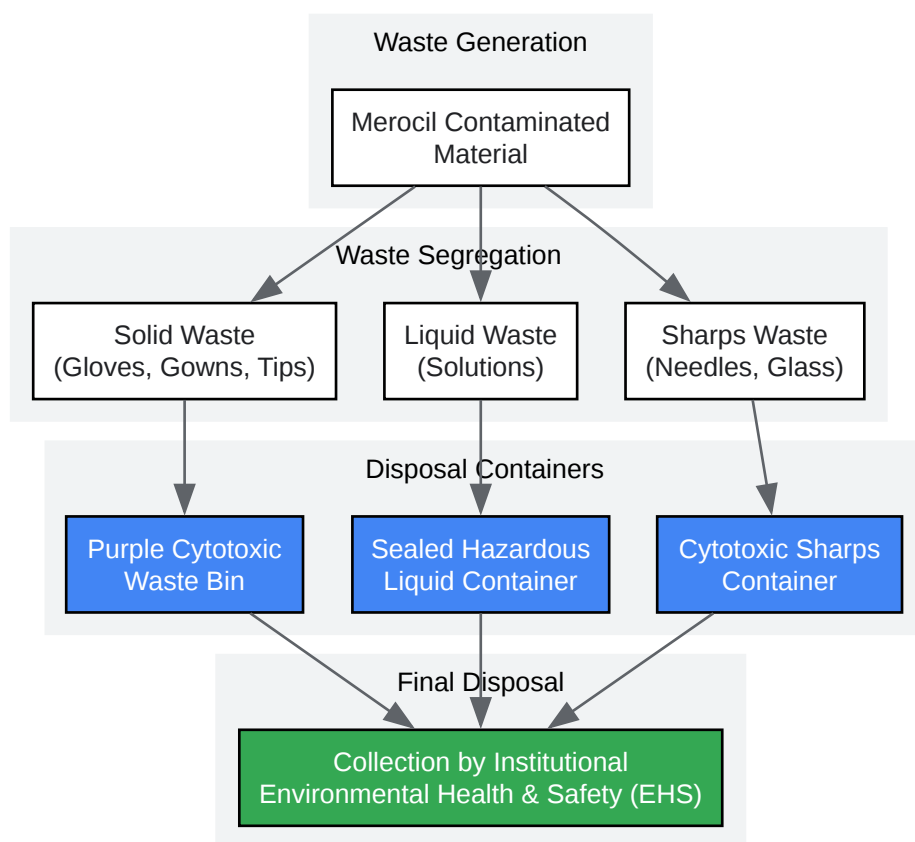 Waste Generation
Merocil Contaminated
Material
Waste Segregation
Solid Waste
(Gloves, Gowns, Tips)
Liquid Waste
(Solutions)
Sharps Waste
(Needles, Glass)
Disposal Containers
Purple Cytotoxic
Waste Bin
Sealed Hazardous
Liquid Container
Cytotoxic Sharps
Container
Final Disposal
Collection by Institutional
Environmental Health & Safety (EHS)